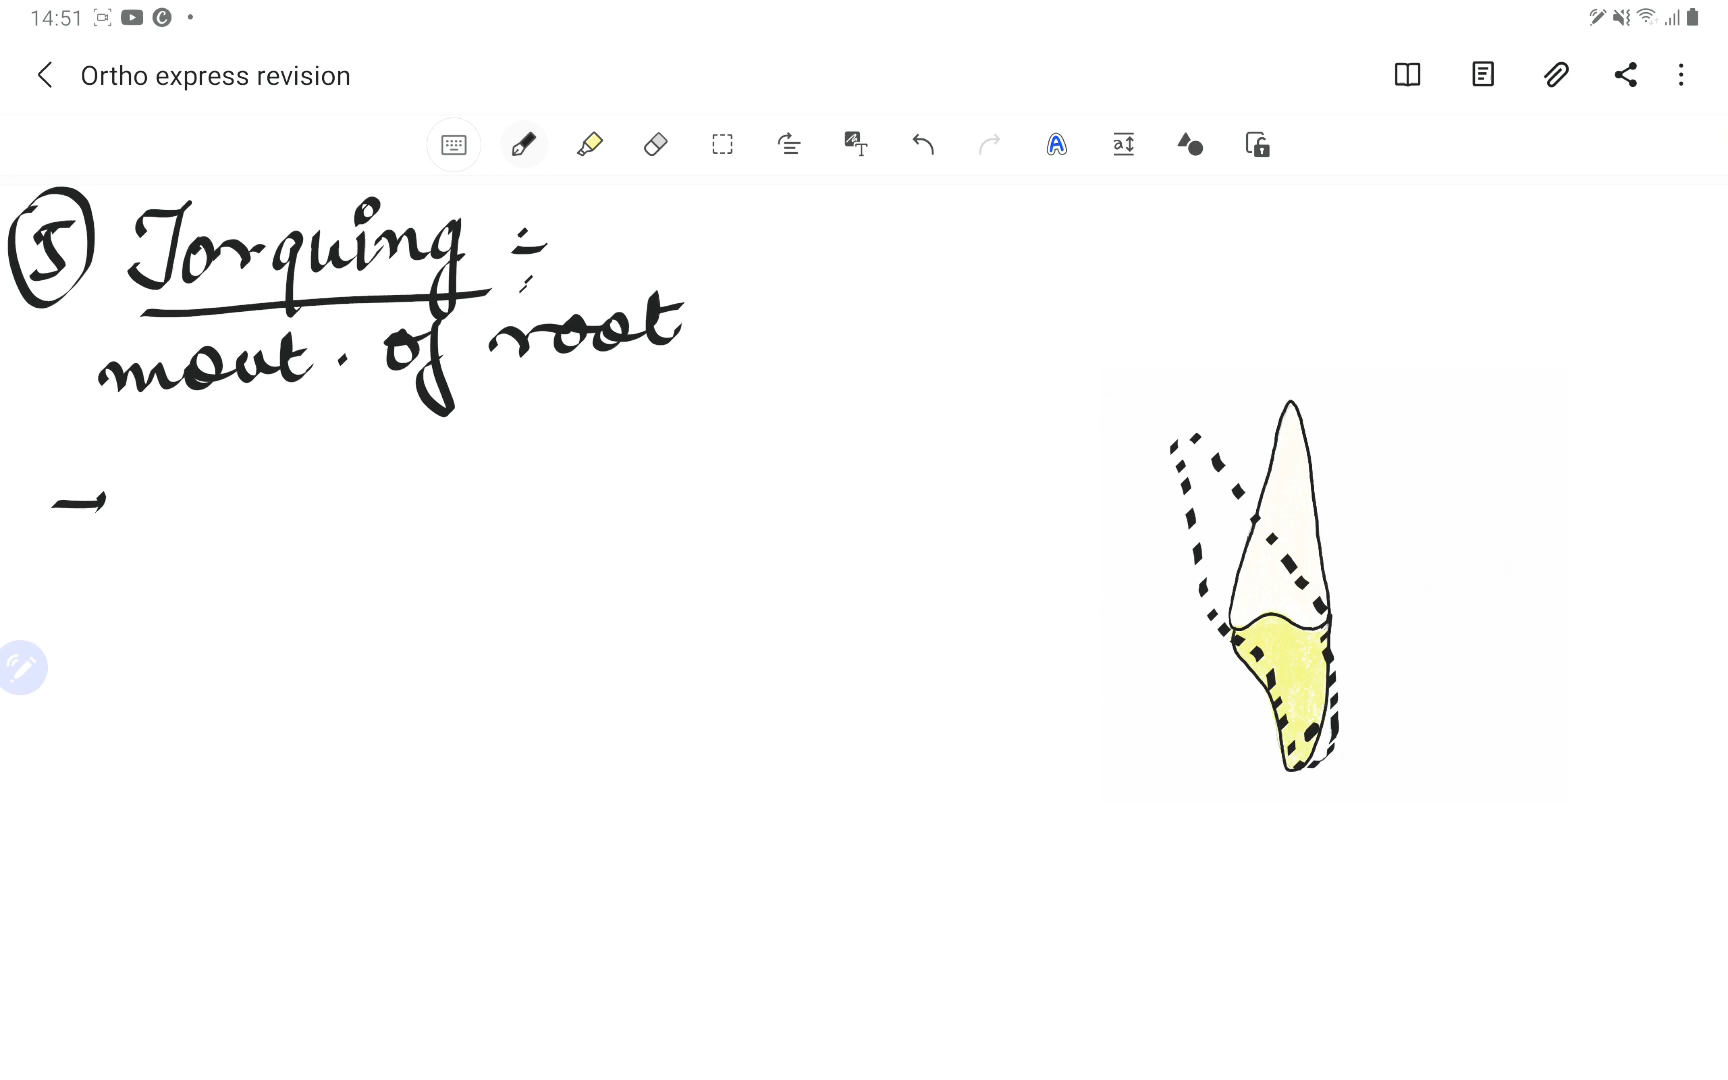 14:51
Ortho express revision
⑤ Torquing :-
movt. of root
→